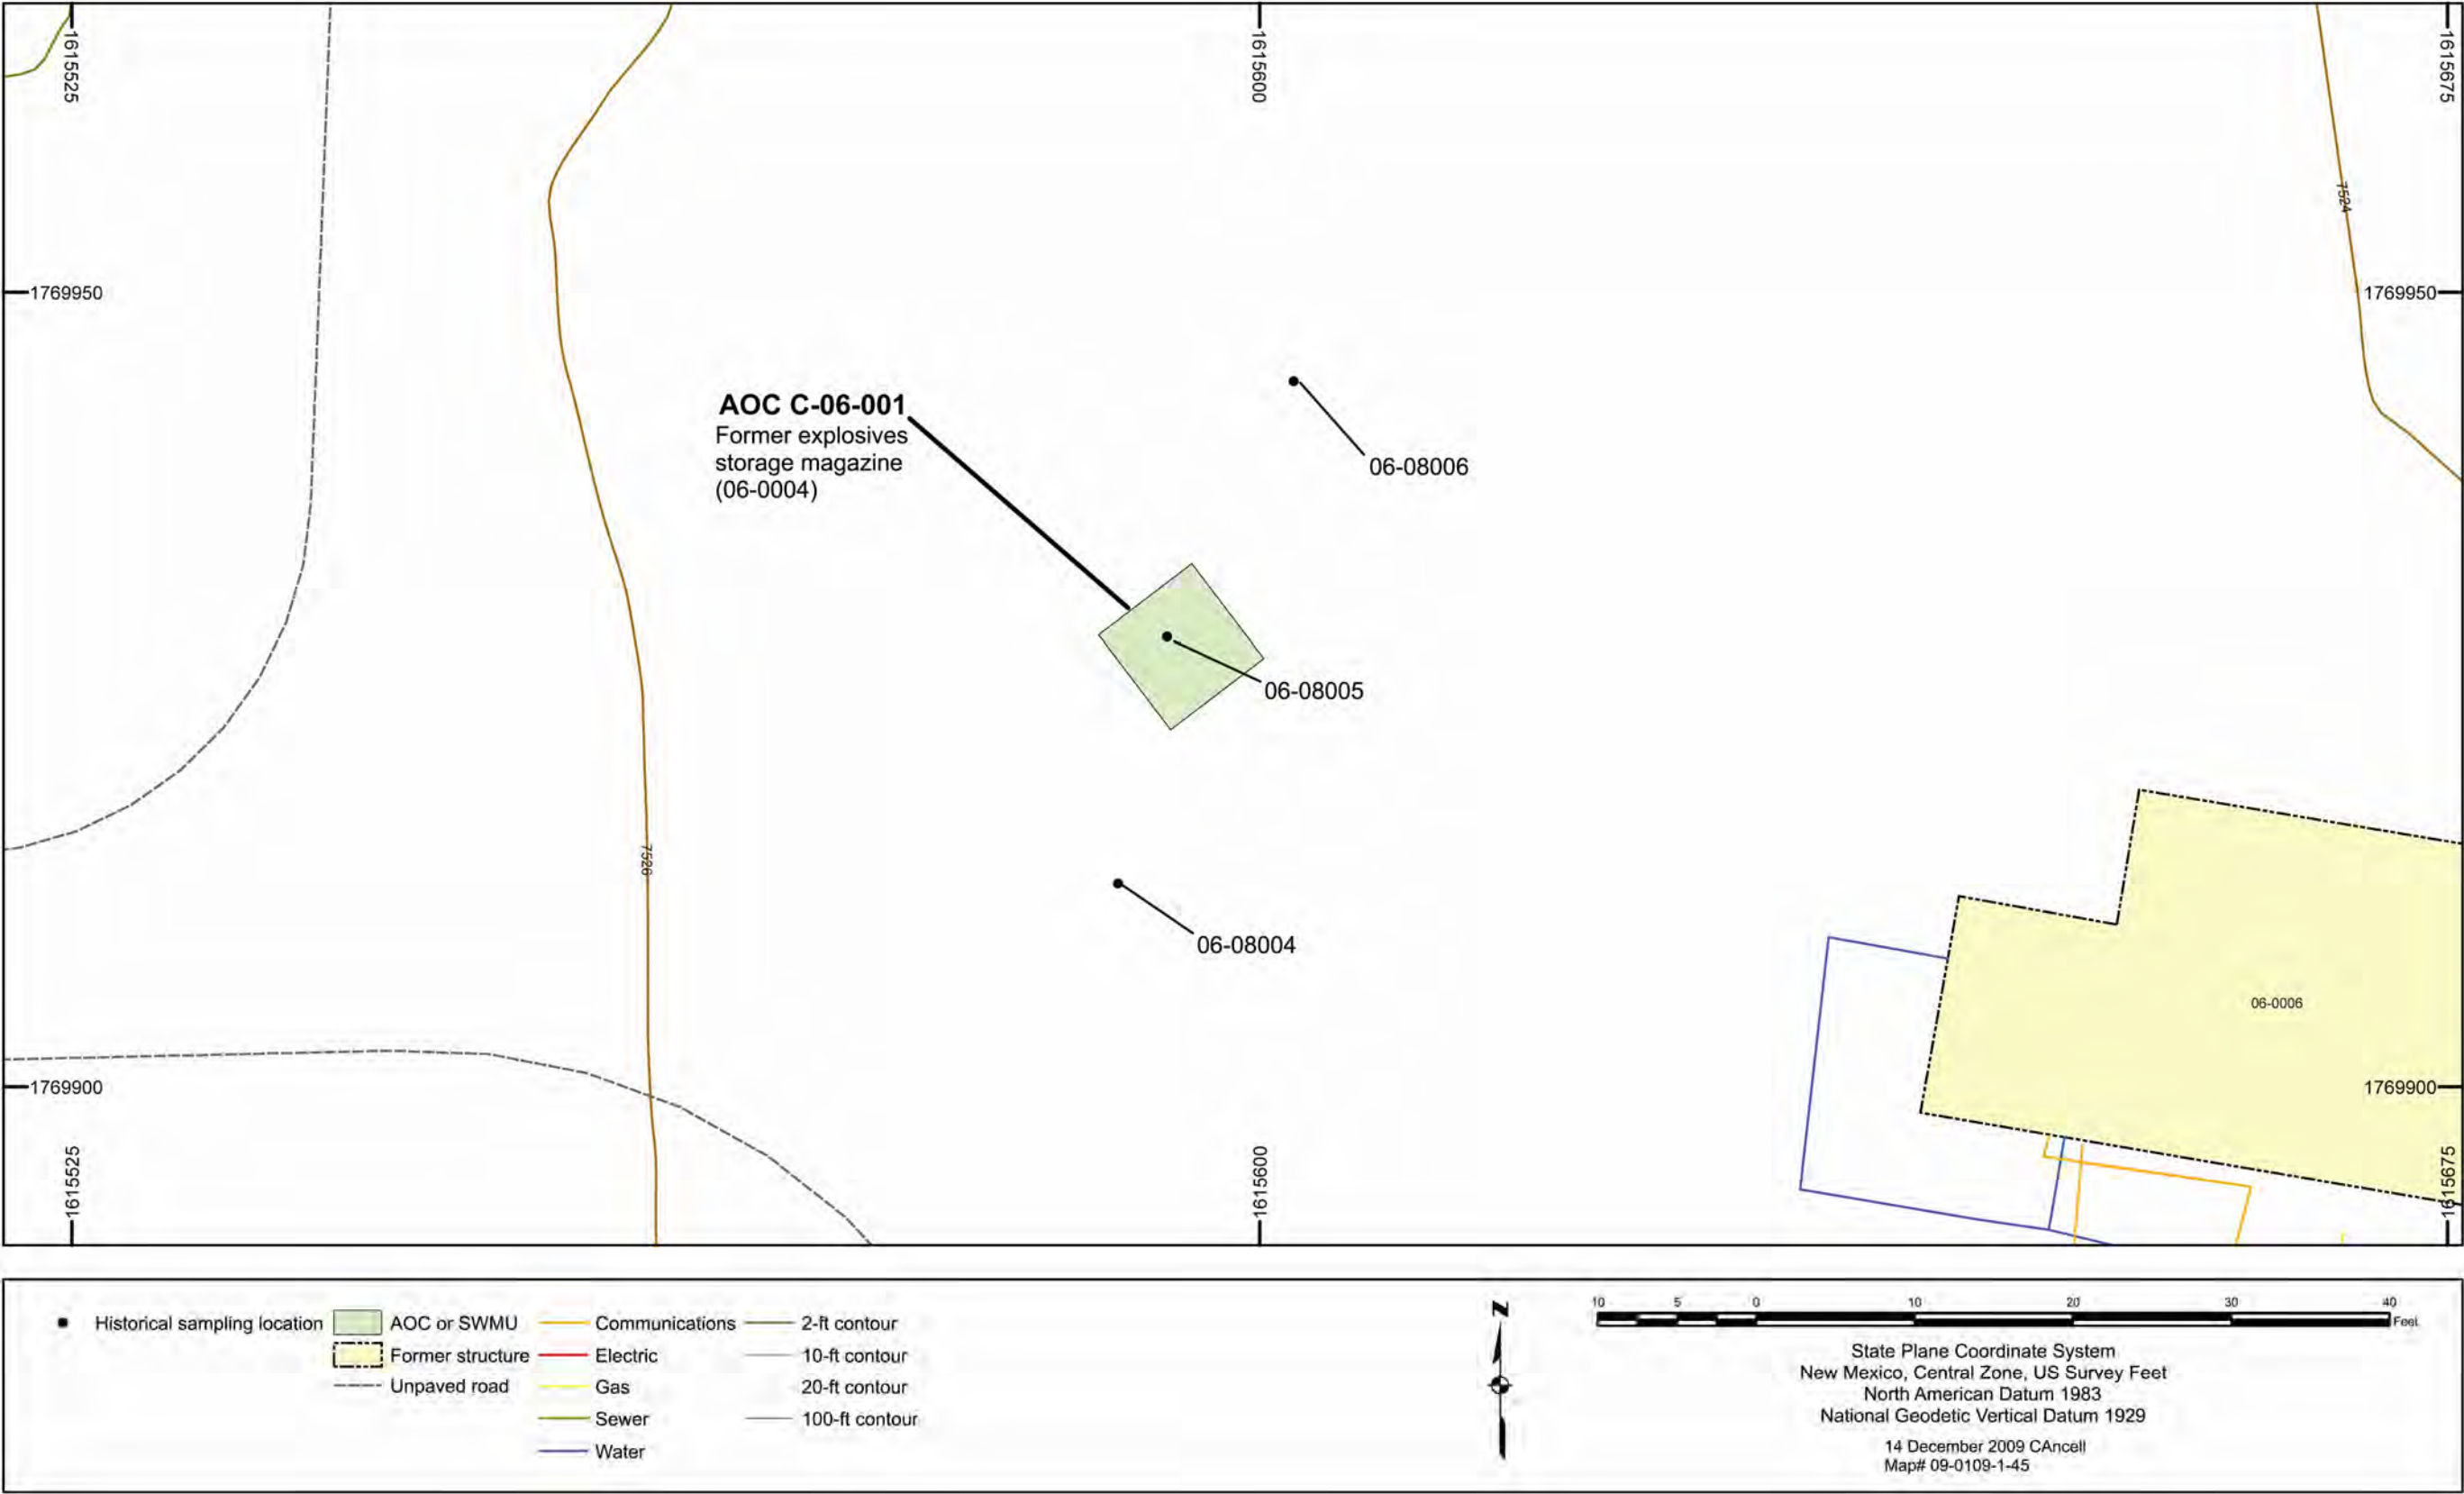 1615525
1615600
1615675
7524
1769950
1769950
AOC C-06-001
Former explosives
storage magazine
(06-0004)
06-08006
06-08005
7526
06-08004
06-0006
1769900
1769900
1615525
1615600
1615675
Historical sampling location
AOC or SWMU
Former structure
Unpaved road
Communications
Electric
Gas
Sewer
Water
2-ft contour
10-ft contour
20-ft contour
100-ft contour
N
10 5 0 10 20 30 40
Feet
State Plane Coordinate System
New Mexico, Central Zone, US Survey Feet
North American Datum 1983
National Geodetic Vertical Datum 1929
14 December 2009 CAncell
Map# 09-0109-1-45